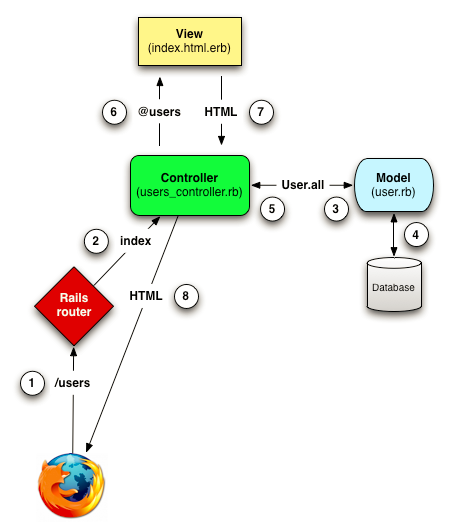 View
(index.html.erb)
6
@users
HTML
7
Controller
(users_controller.rb)
User.all
Model
(user.rb)
5
3
2
index
4
Database
Rails
router
HTML
8
1
/users